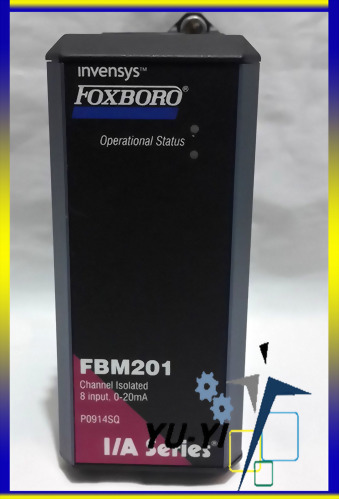 invensys™
FOXBORO®
Operational Status
FBM201
Channel Isolated
8 input. 0-20mA
P0914SQ
I/A Series®
YU.YI